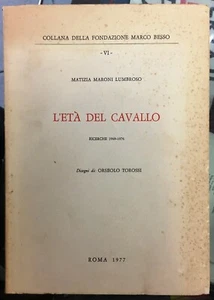 COLLANA DELLA FONDAZIONE MARCO BESSO
- VI -
MATIZIA MARONI LUMBROSO
L'ETÀ DEL CAVALLO
RICERCHE 1969-1976
Disegni di ORSEOLO TOROSSI
ROMA 1977